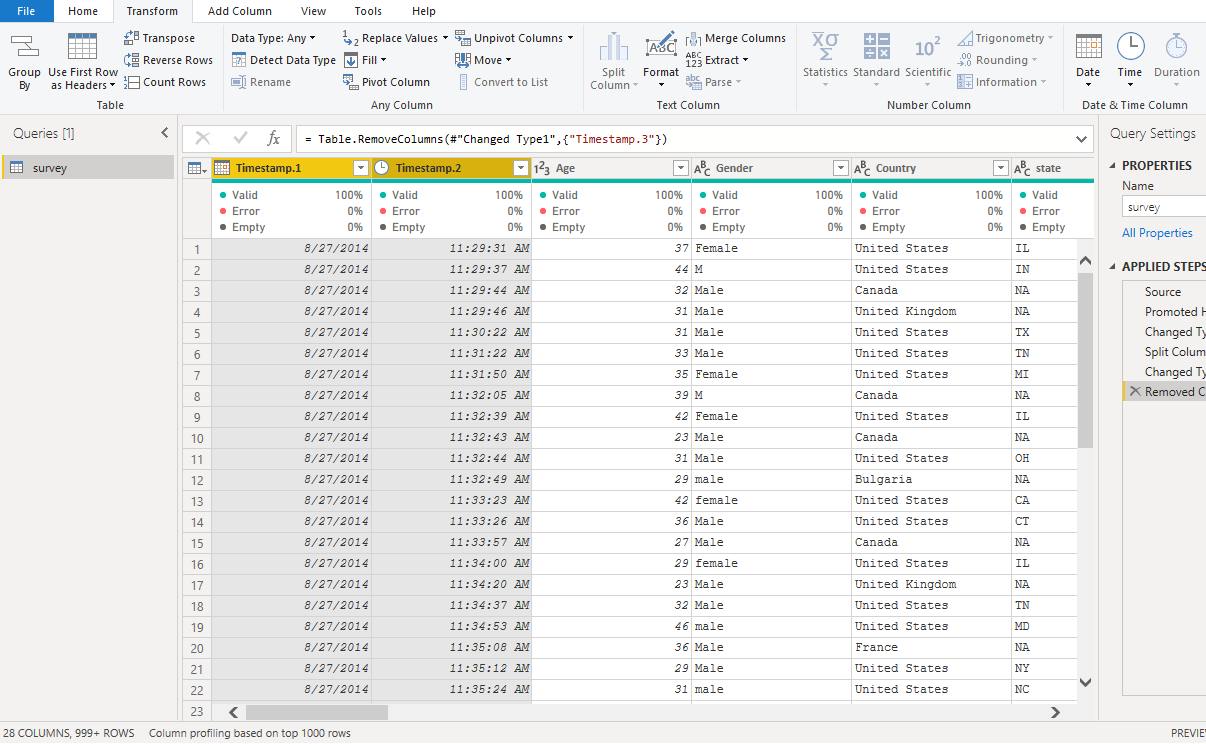 File Home Transform Add Column View Tools Help
Group By
Use First Row as Headers
Transpose
Reverse Rows
Count Rows
Table
Data Type: Any
Detect Data Type
Rename
Replace Values
Fill
Pivot Column
Unpivot Columns
Move
Convert to List
Any Column
Split Column
Format
Merge Columns
Extract
Parse
Text Column
Statistics
Standard
Scientific
Trigonometry
Rounding
Information
Number Column
Date
Time
Duration
Date & Time Column
Queries [1]
survey
fx = Table.RemoveColumns(#"Changed Type1",{"Timestamp.3"})
Timestamp.1 Timestamp.2 Age Gender Country state
Valid 100% Valid 100% Valid 100% Valid 100% Valid 100% Valid
Error 0% Error 0% Error 0% Error 0% Error 0% Error
Empty 0% Empty 0% Empty 0% Empty 0% Empty 0% Empty
1 8/27/2014 11:29:31 AM 37 Female United States IL
2 8/27/2014 11:29:37 AM 44 M United States IN
3 8/27/2014 11:29:44 AM 32 Male Canada NA
4 8/27/2014 11:29:46 AM 31 Male United Kingdom NA
5 8/27/2014 11:30:22 AM 31 Male United States TX
6 8/27/2014 11:31:22 AM 33 Male United States TN
7 8/27/2014 11:31:50 AM 35 Female United States MI
8 8/27/2014 11:32:05 AM 39 M Canada NA
9 8/27/2014 11:32:39 AM 42 Female United States IL
10 8/27/2014 11:32:43 AM 23 Male Canada NA
11 8/27/2014 11:32:44 AM 31 Male United States OH
12 8/27/2014 11:32:49 AM 29 male Bulgaria NA
13 8/27/2014 11:33:23 AM 42 female United States CA
14 8/27/2014 11:33:26 AM 36 Male United States CT
15 8/27/2014 11:33:57 AM 27 Male Canada NA
16 8/27/2014 11:34:00 AM 29 female United States IL
17 8/27/2014 11:34:20 AM 23 Male United Kingdom NA
18 8/27/2014 11:34:37 AM 32 Male United States TN
19 8/27/2014 11:34:53 AM 46 male United States MD
20 8/27/2014 11:35:08 AM 36 Male France NA
21 8/27/2014 11:35:12 AM 29 Male United States NY
22 8/27/2014 11:35:24 AM 31 male United States NC
23
Query Settings
PROPERTIES
Name
survey
All Properties
APPLIED STEPS
Source
Promoted H
Changed Ty
Split Colum
Changed Ty
Removed C
28 COLUMNS, 999+ ROWS Column profiling based on top 1000 rows PREVIE